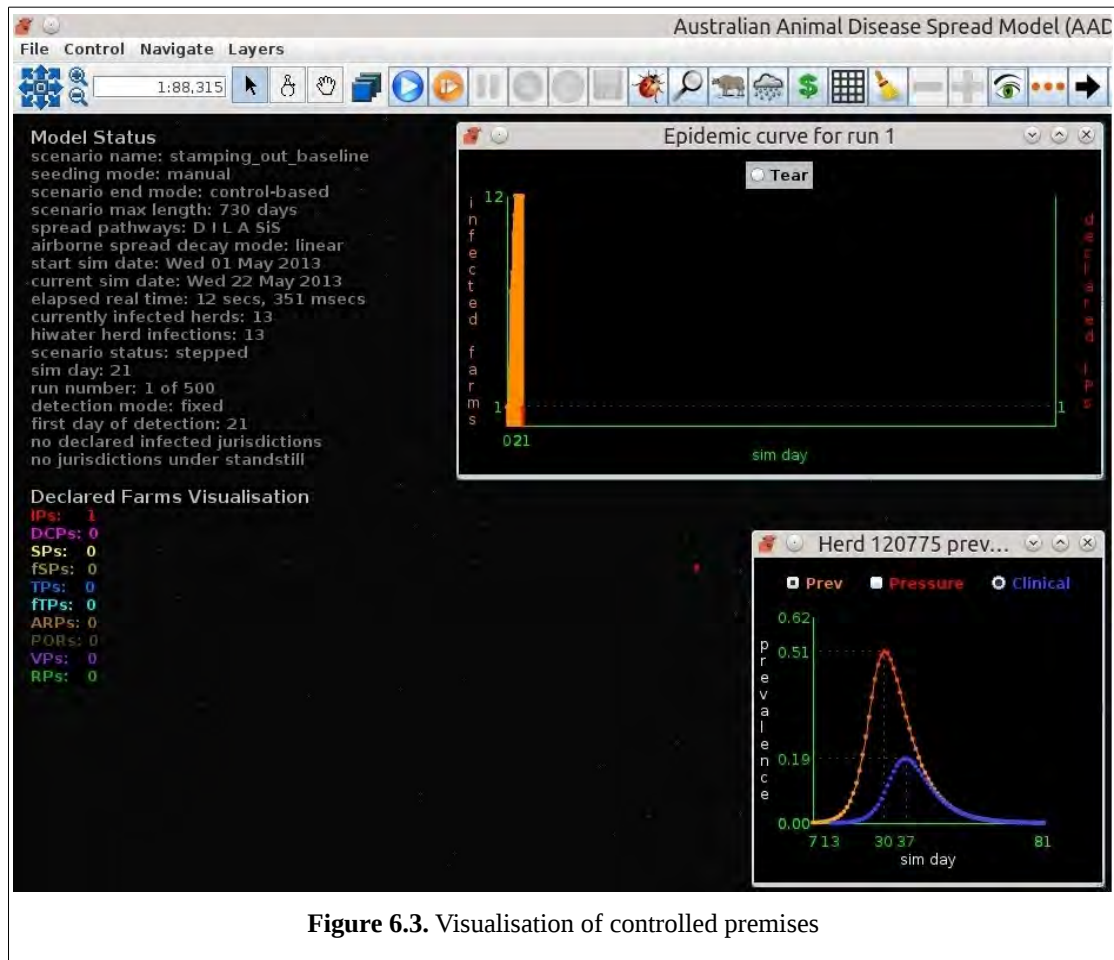 Australian Animal Disease Spread Model (AAD
File Control Navigate Layers
1:88,315
Model Status
scenario name: stamping_out_baseline
seeding mode: manual
scenario end mode: control-based
scenario max length: 730 days
spread pathways: D I L A SiS
airborne spread decay mode: linear
start sim date: Wed 01 May 2013
current sim date: Wed 22 May 2013
elapsed real time: 12 secs, 351 msecs
currently infected herds: 13
hiwater herd infections: 13
scenario status: stepped
sim day: 21
run number: 1 of 500
detection mode: fixed
first day of detection: 21
no declared infected jurisdictions
no jurisdictions under standstill
Declared Farms Visualisation
IPs: 1
DCPs: 0
SPs: 0
fSPs: 0
TPs: 0
fTPs: 0
ARPs: 0
PORs: 0
VPs: 0
RPs: 0
Epidemic curve for run 1
Tear
infected farms
12
1
declared IPs
1
0 21
sim day
Herd 120775 prev...
Prev Pressure Clinical
prevalence
0.62
0.51
0.19
0.00
7 13 30 37 81
sim day
Figure 6.3. Visualisation of controlled premises